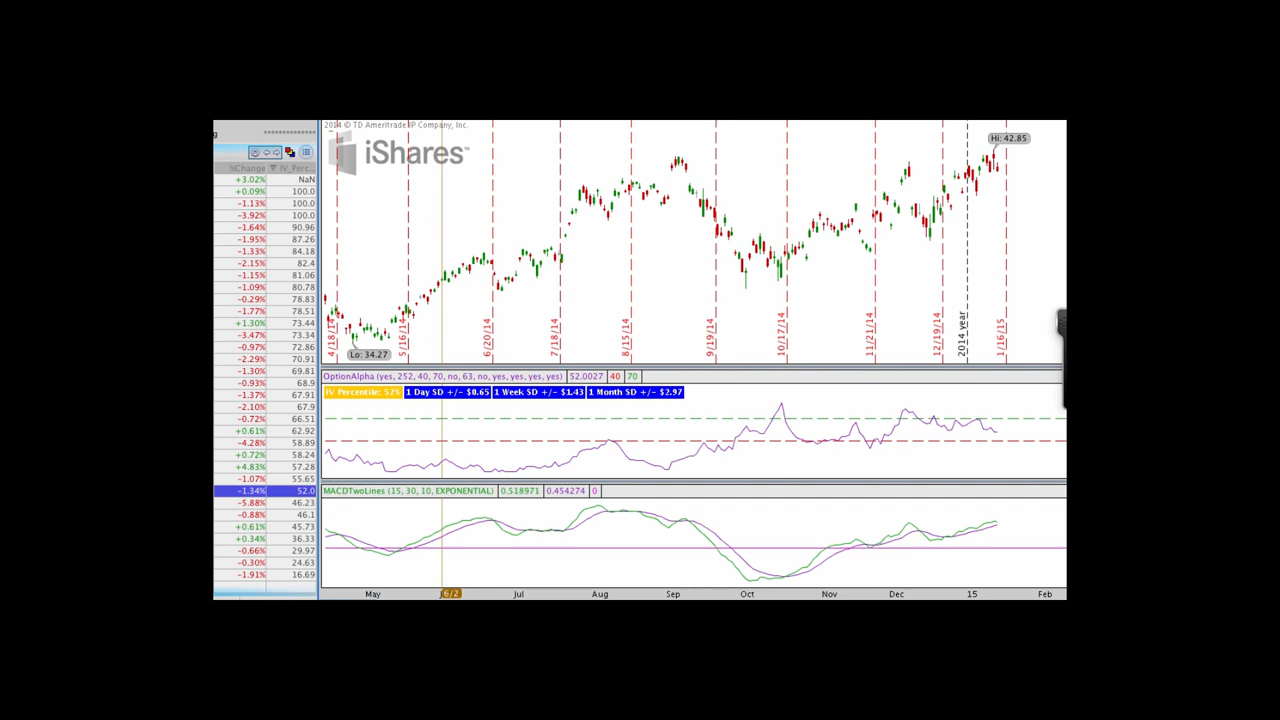 g
2014 © TD Ameritrade IP Company, Inc.
iShares™
%Change IV_Perc...
+3.02% NaN
+0.09% 100.0
-1.13% 100.0
-3.92% 100.0
-1.64% 90.96
-1.95% 87.26
-1.33% 84.18
-2.15% 82.4
-1.15% 81.06
-1.09% 80.78
-0.29% 78.83
-1.77% 78.51
+1.30% 73.44
-3.47% 73.34
-0.97% 72.86
-2.29% 70.91
-1.30% 69.81
-0.93% 68.9
-1.37% 67.91
-2.10% 67.9
-0.72% 66.51
+0.61% 62.92
-4.28% 58.89
+0.72% 58.24
+4.83% 57.28
-1.07% 55.65
-1.34% 52.0
-5.88% 46.23
-0.88% 46.1
+0.61% 45.73
+0.34% 36.33
-0.66% 29.97
-0.30% 24.63
-1.91% 16.69
Hi: 42.85
Lo: 34.27
4/18/14 5/16/14 6/20/14 7/18/14 8/15/14 9/19/14 10/17/14 11/21/14 12/19/14 2014 year 1/16/15
OptionAlpha (yes, 252, 40, 70, no, 63, no, yes, yes, yes, yes) 52.0027 40 70
IV Percentile: 52% 1 Day SD +/- $0.65 1 Week SD +/- $1.43 1 Month SD +/- $2.97
MACDTwoLines (15, 30, 10, EXPONENTIAL) 0.518971 0.454274 0
May 6/2 Jul Aug Sep Oct Nov Dec 15 Feb